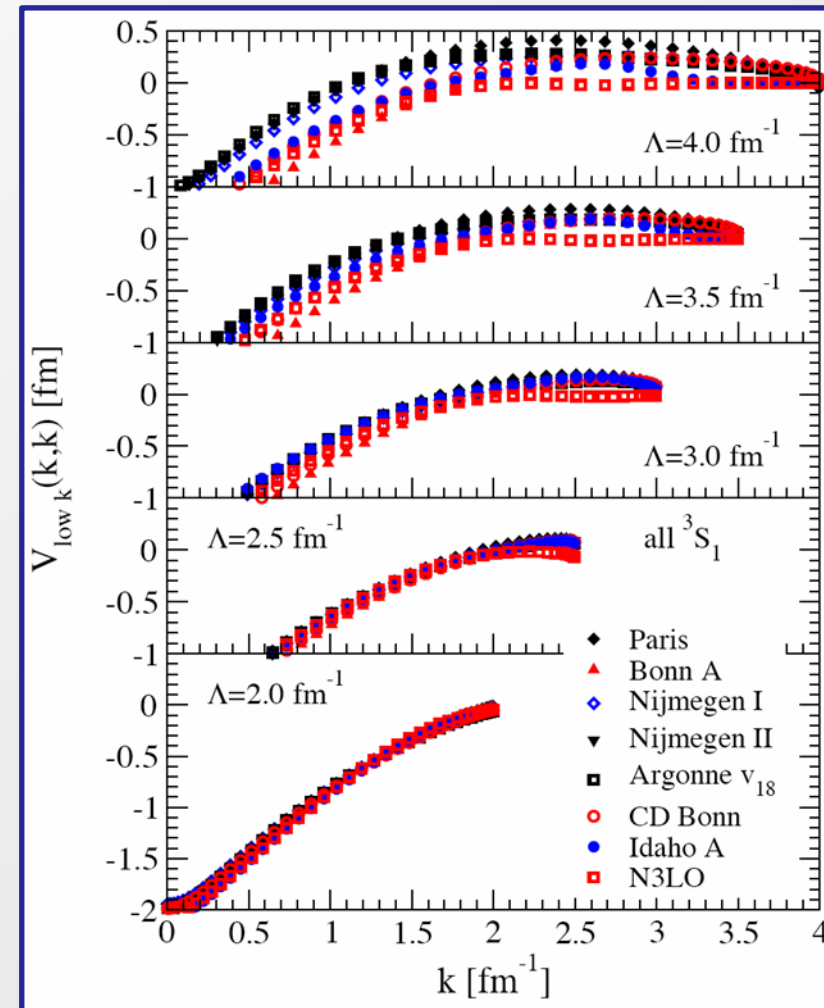 0.5
0
-0.5
-1
Λ=4.0 fm⁻¹
0
-0.5
-1
Λ=3.5 fm⁻¹
0
-0.5
-1
Λ=3.0 fm⁻¹
V_low k(k,k) [fm]
0
-0.5
-1
Λ=2.5 fm⁻¹
all ³S₁
0
-0.5
-1
-1.5
-2
Λ=2.0 fm⁻¹
Paris
Bonn A
Nijmegen I
Nijmegen II
Argonne v₁₈
CD Bonn
Idaho A
N3LO
0 0.5 1 1.5 2 2.5 3 3.5 4
k [fm⁻¹]